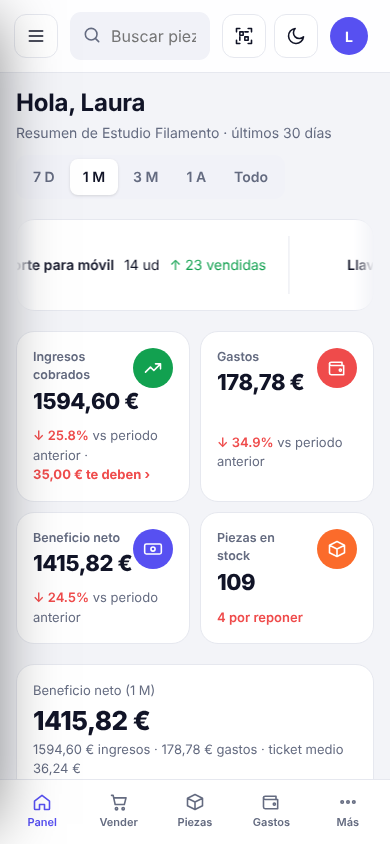 Buscar piez
L
Hola, Laura
Resumen de Estudio Filamento · últimos 30 días
7 D 1 M 3 M 1 A Todo
orte para móvil 14 ud ↑ 23 vendidas Llav
Ingresos
cobrados
1594,60 €
↓ 25.8% vs periodo
anterior ·
35,00 € te deben ›
Gastos
178,78 €
↓ 34.9% vs periodo
anterior
Beneficio neto
1415,82 €
↓ 24.5% vs periodo
anterior
Piezas en
stock
109
4 por reponer
Beneficio neto (1 M)
1415,82 €
1594,60 € ingresos · 178,78 € gastos · ticket medio
36,24 €
Panel Vender Piezas Gastos Más